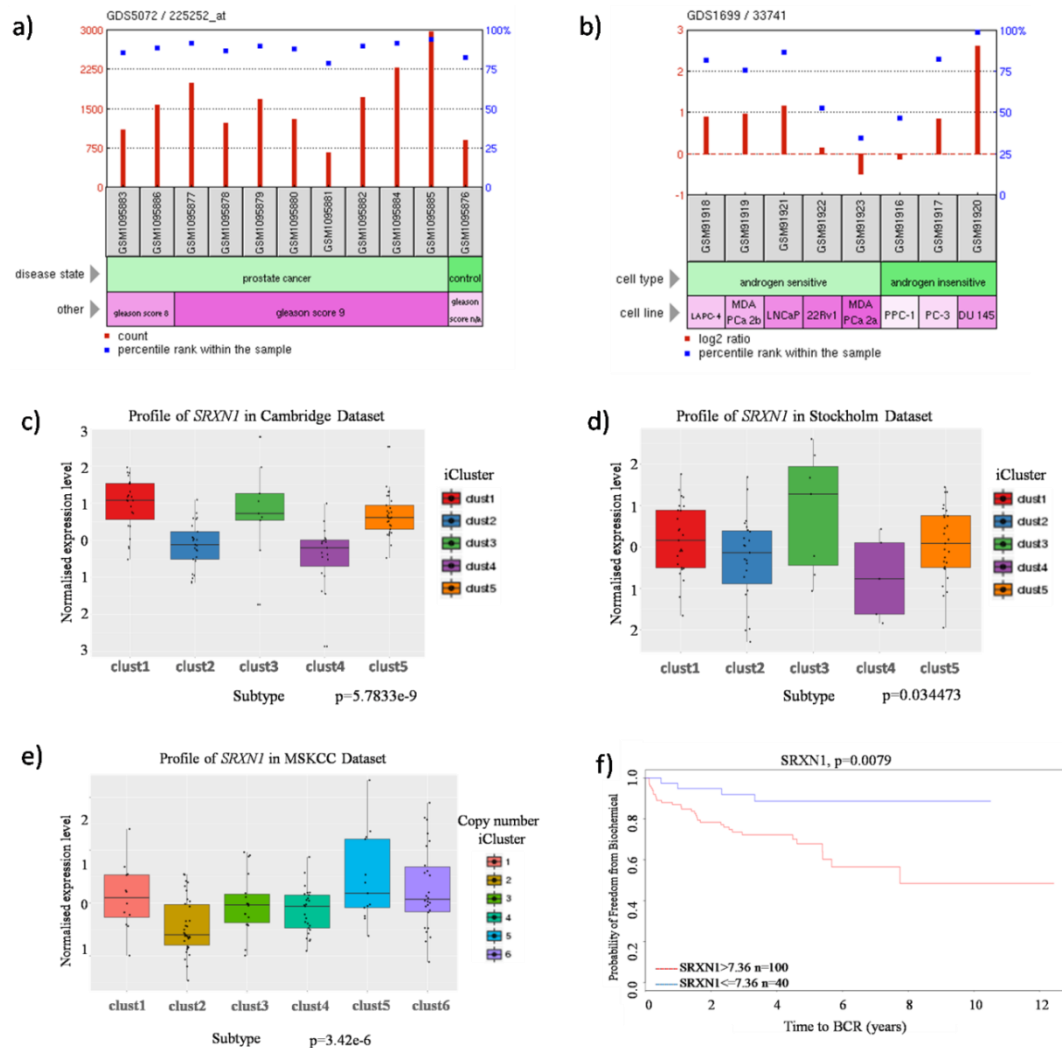 a)
GDS5072 / 225252_at
3000
2250
1500
750
0
100%
75
50
25
0
GSM1095883
GSM1095886
GSM1095877
GSM1095878
GSM1095879
GSM1095880
GSM1095881
GSM1095882
GSM1095884
GSM1095885
GSM1095876
disease state
prostate cancer
control
other
gleason score 8
gleason score 9
gleason
score n/a
count
percentile rank within the sample
b)
GDS1699 / 33741
3
2
1
0
-1
100%
75
50
25
0
GSM91918
GSM91919
GSM91921
GSM91922
GSM91923
GSM91916
GSM91917
GSM91920
cell type
androgen sensitive
androgen insensitive
cell line
LAPC-4
MDA
PCa 2b
LNCaP
22Rv1
MDA
PCa 2a
PPC-1
PC-3
DU 145
log2 ratio
percentile rank within the sample
c)
Profile of SRXN1 in Cambridge Dataset
Normalised expression level
3
2
1
0
1
2
3
clust1
clust2
clust3
clust4
clust5
Subtype
p=5.7833e-9
iCluster
clust1
clust2
clust3
clust4
clust5
d)
Profile of SRXN1 in Stockholm Dataset
Normalised expression level
2
1
0
1
2
clust1
clust2
clust3
clust4
clust5
Subtype
p=0.034473
iCluster
clust1
clust2
clust3
clust4
clust5
e)
Profile of SRXN1 in MSKCC Dataset
Normalised expression level
2
1
0
1
clust1
clust2
clust3
clust4
clust5
clust6
Subtype
p=3.42e-6
Copy number
iCluster
1
2
3
4
5
6
f)
SRXN1, p=0.0079
Probability of Freedom from Biochemical
1.0
0.8
0.6
0.4
0.2
0.0
SRXN1>7.36 n=100
SRXN1<=7.36 n=40
0
2
4
6
8
10
12
Time to BCR (years)